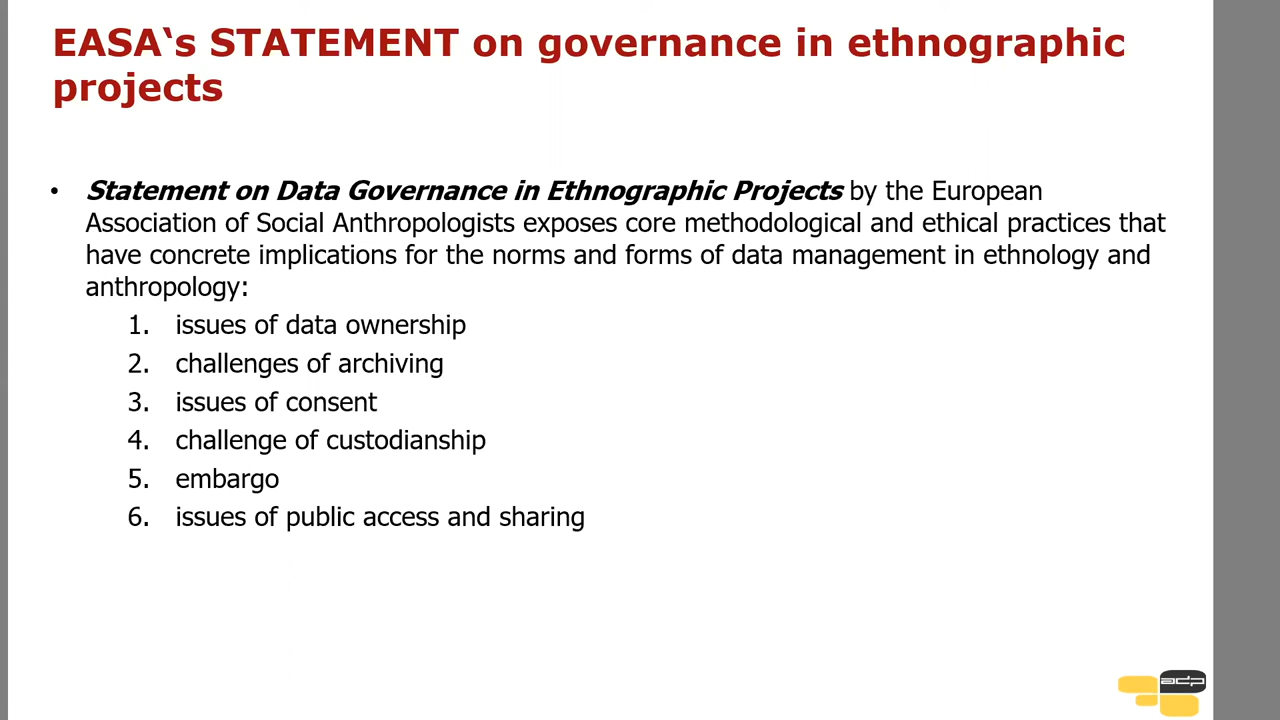 EASA‘s STATEMENT on governance in ethnographic
projects
• Statement on Data Governance in Ethnographic Projects by the European
Association of Social Anthropologists exposes core methodological and ethical practices that
have concrete implications for the norms and forms of data management in ethnology and
anthropology:
1. issues of data ownership
2. challenges of archiving
3. issues of consent
4. challenge of custodianship
5. embargo
6. issues of public access and sharing
adp